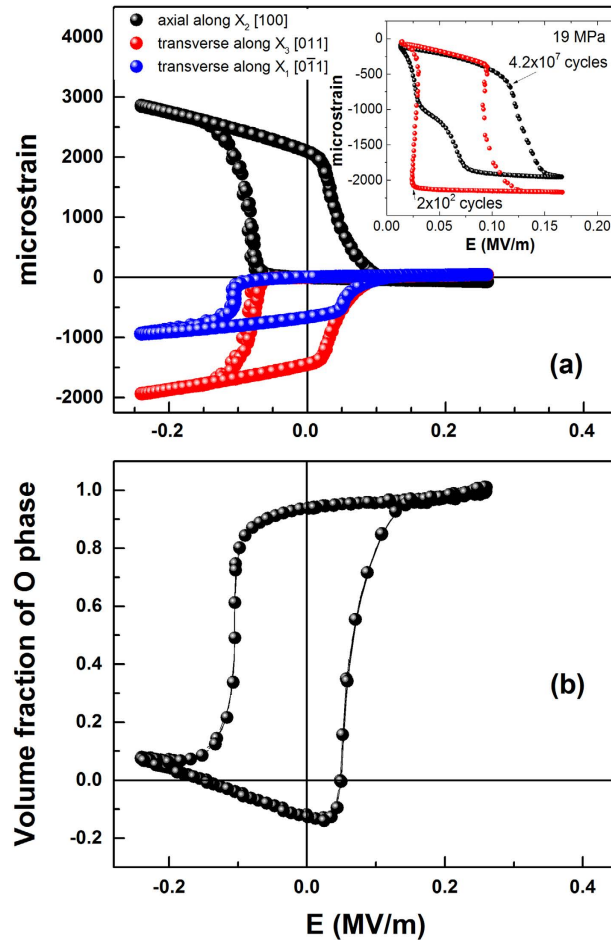 (a)
axial along X2 [100]
transverse along X3 [011]
transverse along X1 [01̅1]
microstrain
4000
3000
2000
1000
0
-1000
-2000
-0.2
0.0
0.2
0.4
19 MPa
4.2x10⁷ cycles
2x10² cycles
microstrain
0
-500
-1000
-1500
-2000
0.00
0.05
0.10
0.15
0.20
E (MV/m)
(a)
Volume fraction of O phase
1.0
0.8
0.6
0.4
0.2
0.0
-0.2
(b)
-0.2
0.0
0.2
0.4
E (MV/m)